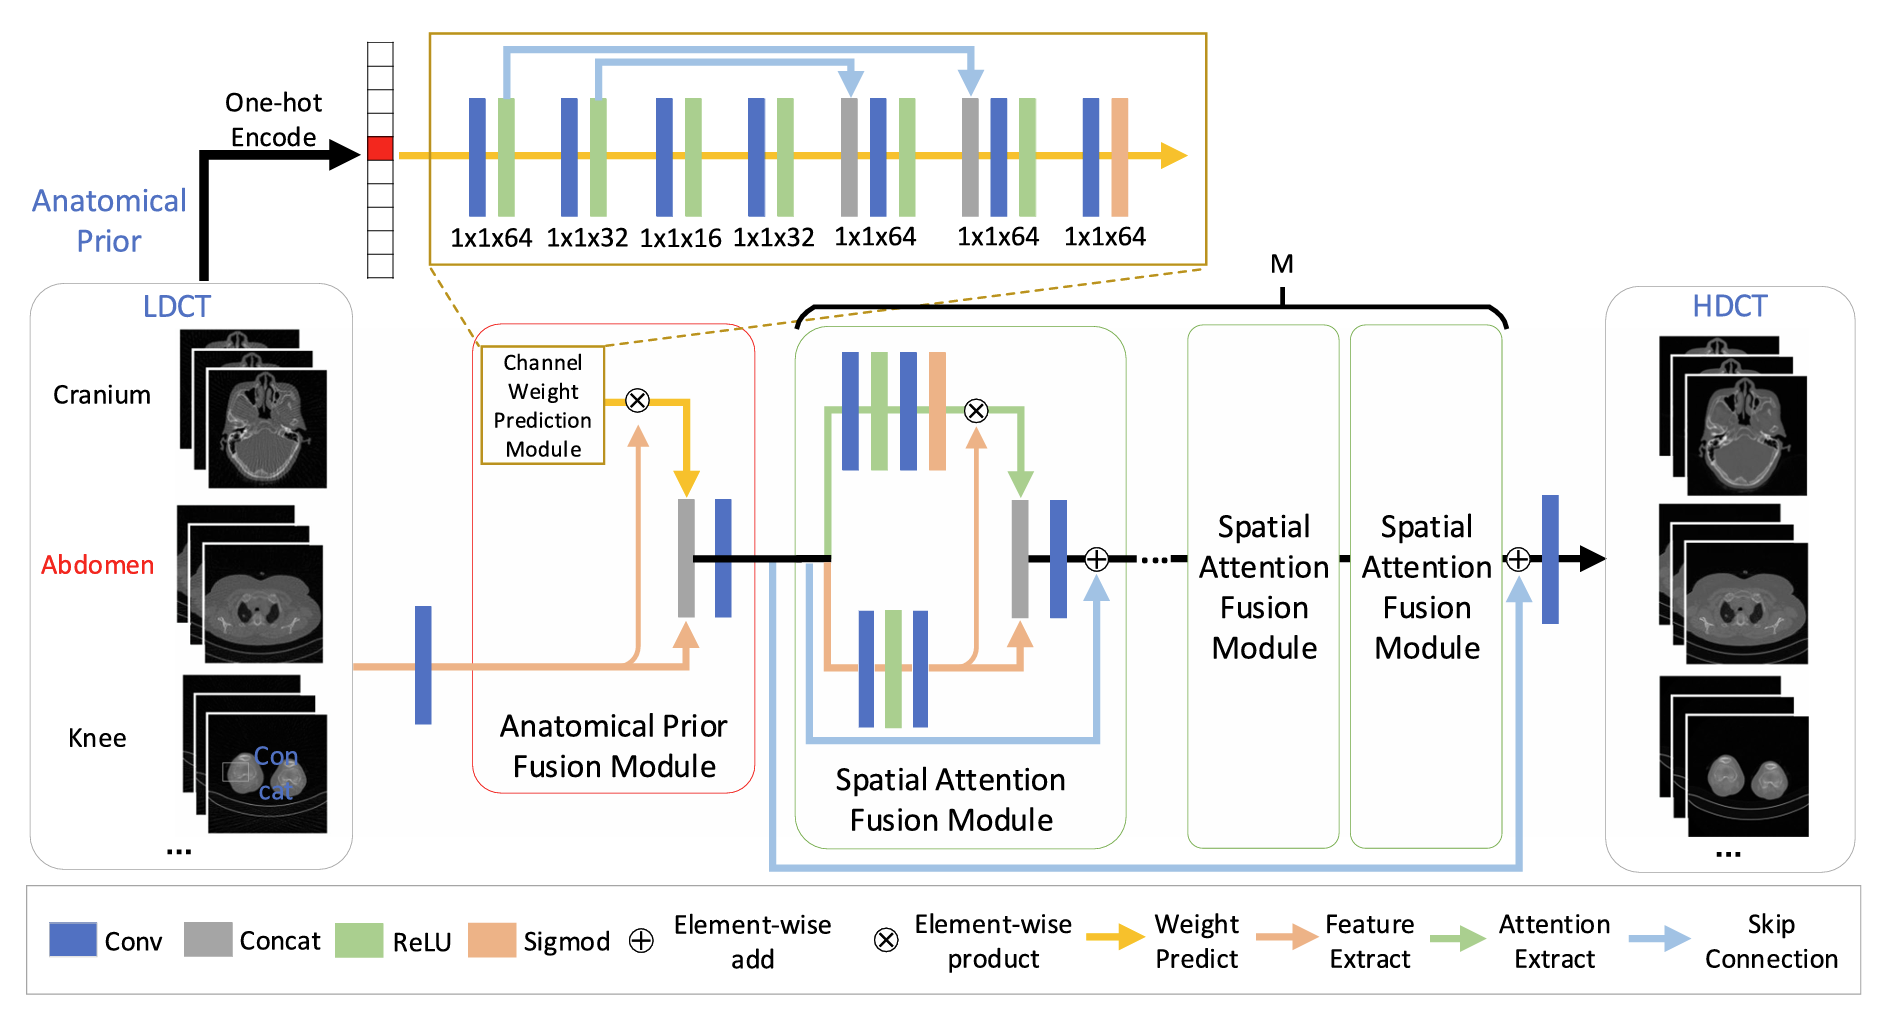 One-hot
Encode
Anatomical
Prior
1x1x64
1x1x32
1x1x16
1x1x32
1x1x64
1x1x64
1x1x64
M
LDCT
Cranium
Abdomen
Knee
Con
cat
...
Channel
Weight
Prediction
Module
Anatomical Prior
Fusion Module
Spatial Attention
Fusion Module
...
Spatial
Attention
Fusion
Module
Spatial
Attention
Fusion
Module
HDCT
...
Conv
Concat
ReLU
Sigmod
Element-wise
add
Element-wise
product
Weight
Predict
Feature
Extract
Attention
Extract
Skip
Connection